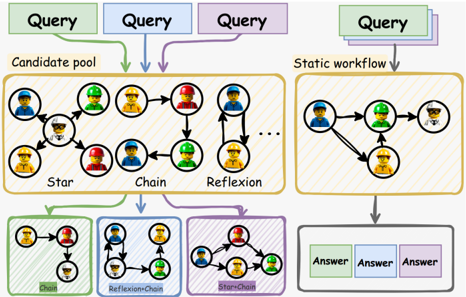 Query Query Query Query
Candidate pool
Static workflow
Star Chain Reflexion
...
Chain Reflexion+Chain Star+Chain
Answer Answer Answer